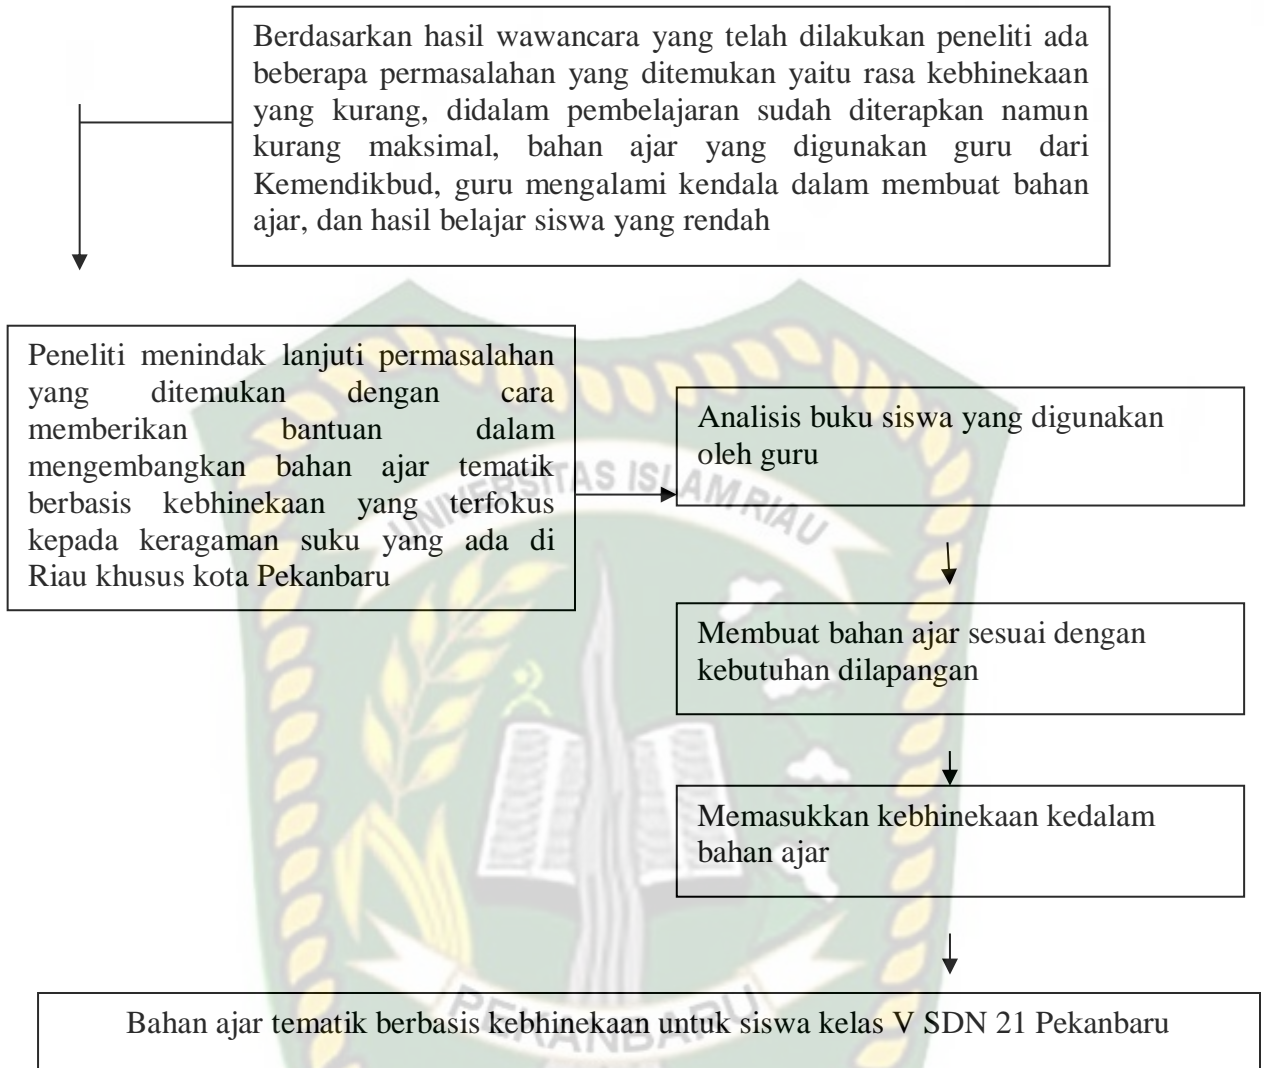 Berdasarkan hasil wawancara yang telah dilakukan peneliti ada
beberapa permasalahan yang ditemukan yaitu rasa kebhinekaan
yang kurang, didalam pembelajaran sudah diterapkan namun
kurang maksimal, bahan ajar yang digunakan guru dari
Kemendikbud, guru mengalami kendala dalam membuat bahan
ajar, dan hasil belajar siswa yang rendah
Peneliti menindak lanjuti permasalahan
yang ditemukan dengan cara
memberikan bantuan dalam
mengembangkan bahan ajar tematik
berbasis kebhinekaan yang terfokus
kepada keragaman suku yang ada di
Riau khusus kota Pekanbaru
Analisis buku siswa yang digunakan
oleh guru
UNIVERSITAS ISLAM RIAU
Membuat bahan ajar sesuai dengan
kebutuhan dilapangan
Memasukkan kebhinekaan kedalam
bahan ajar
Bahan ajar tematik berbasis kebhinekaan untuk siswa kelas V SDN 21 Pekanbaru
PEKANBARU